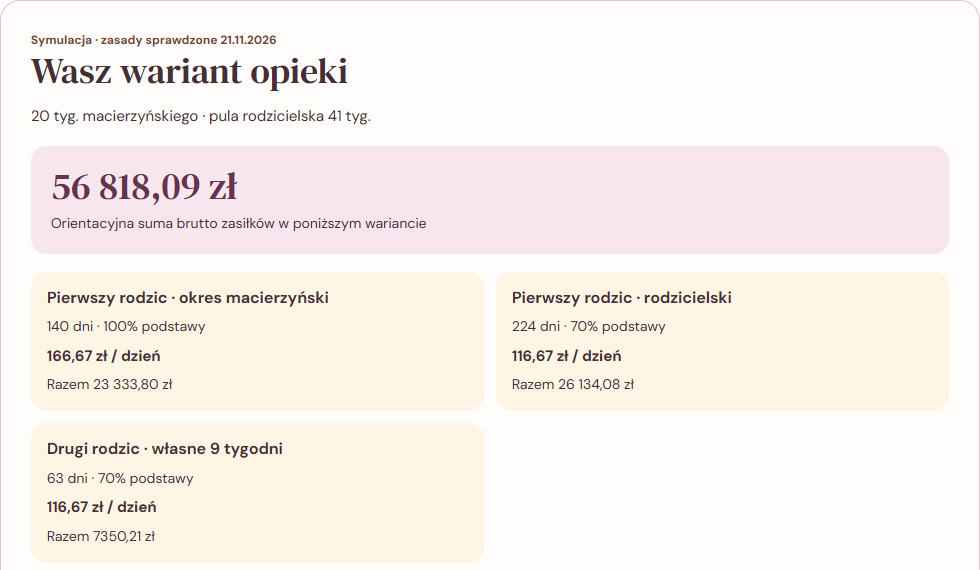 Symulacja · zasady sprawdzone 21.11.2026
Wasz wariant opieki
20 tyg. macierzyńskiego · pula rodzicielska 41 tyg.
56 818,09 zł
Orientacyjna suma brutto zasiłków w poniższym wariancie
Pierwszy rodzic · okres macierzyński
140 dni · 100% podstawy
166,67 zł / dzień
Razem 23 333,80 zł
Pierwszy rodzic · rodzicielski
224 dni · 70% podstawy
116,67 zł / dzień
Razem 26 134,08 zł
Drugi rodzic · własne 9 tygodni
63 dni · 70% podstawy
116,67 zł / dzień
Razem 7350,21 zł